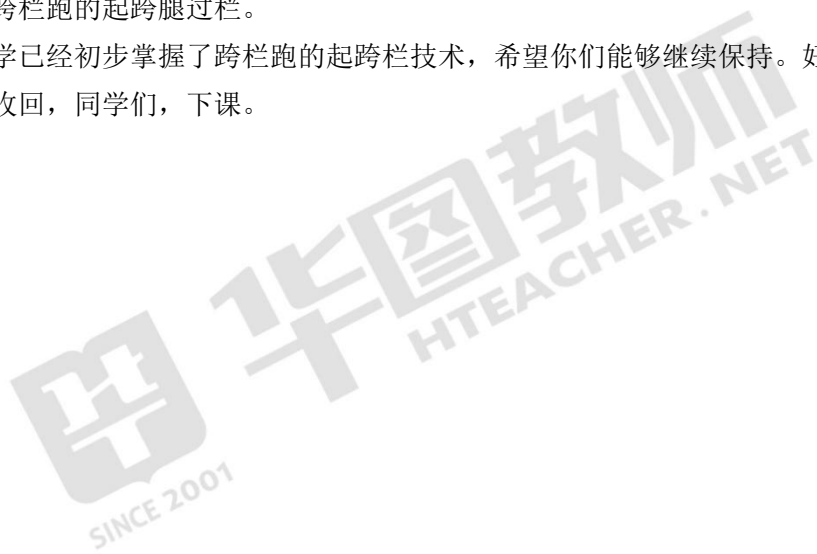 跨栏跑的起跨腿过栏。
学已经初步掌握了跨栏跑的起跨栏技术，希望你们能够继续保持。好
收回，同学们，下课。
华图教师
HTEACHER.NET
SINCE 2001